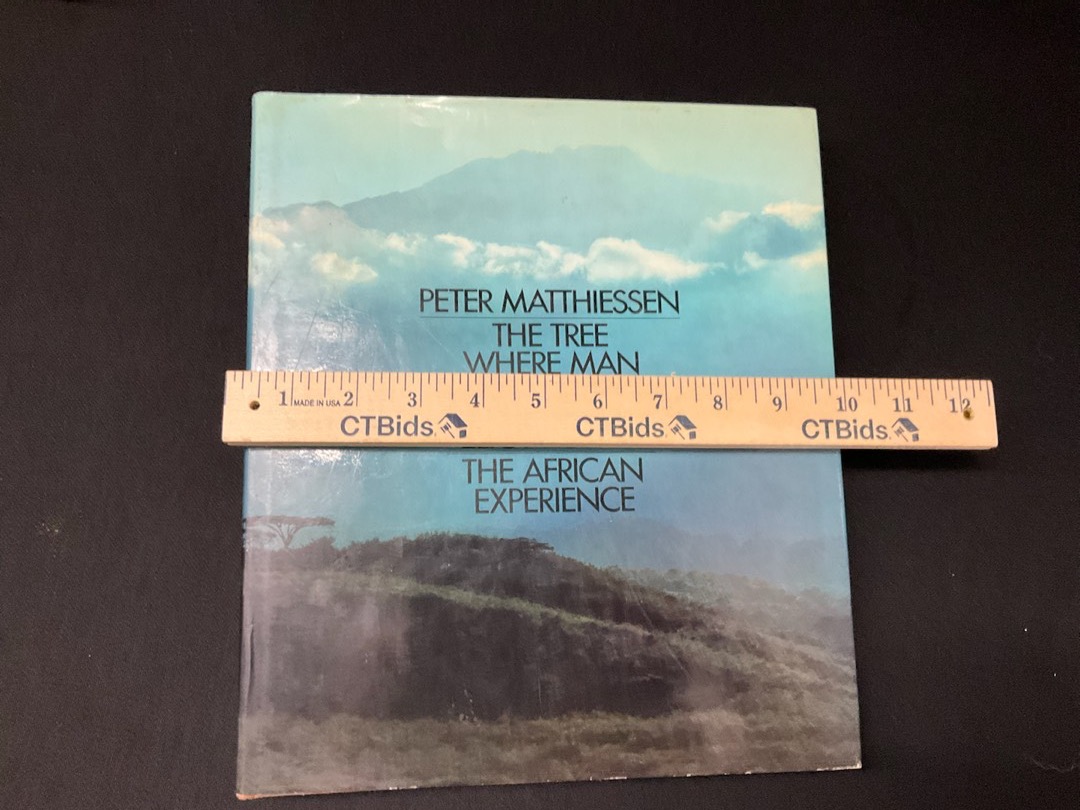 PETER MATTHIESSEN
THE TREE
WHERE MAN
1 MADE IN USA 2 3 4 5 6 7 8 9 10 11 12
CTBids. CTBids. CTBids.
THE AFRICAN
EXPERIENCE